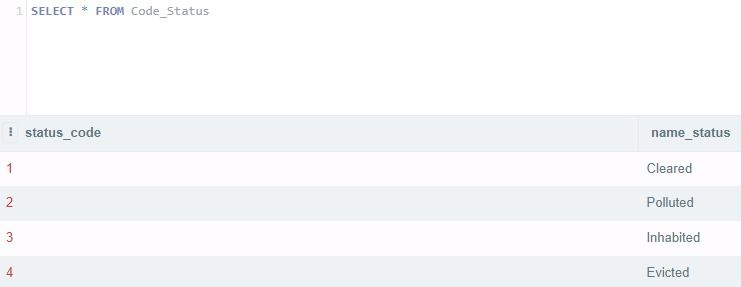 1 SELECT * FROM Code_Status
status_code name_status
1 Cleared
2 Polluted
3 Inhabited
4 Evicted